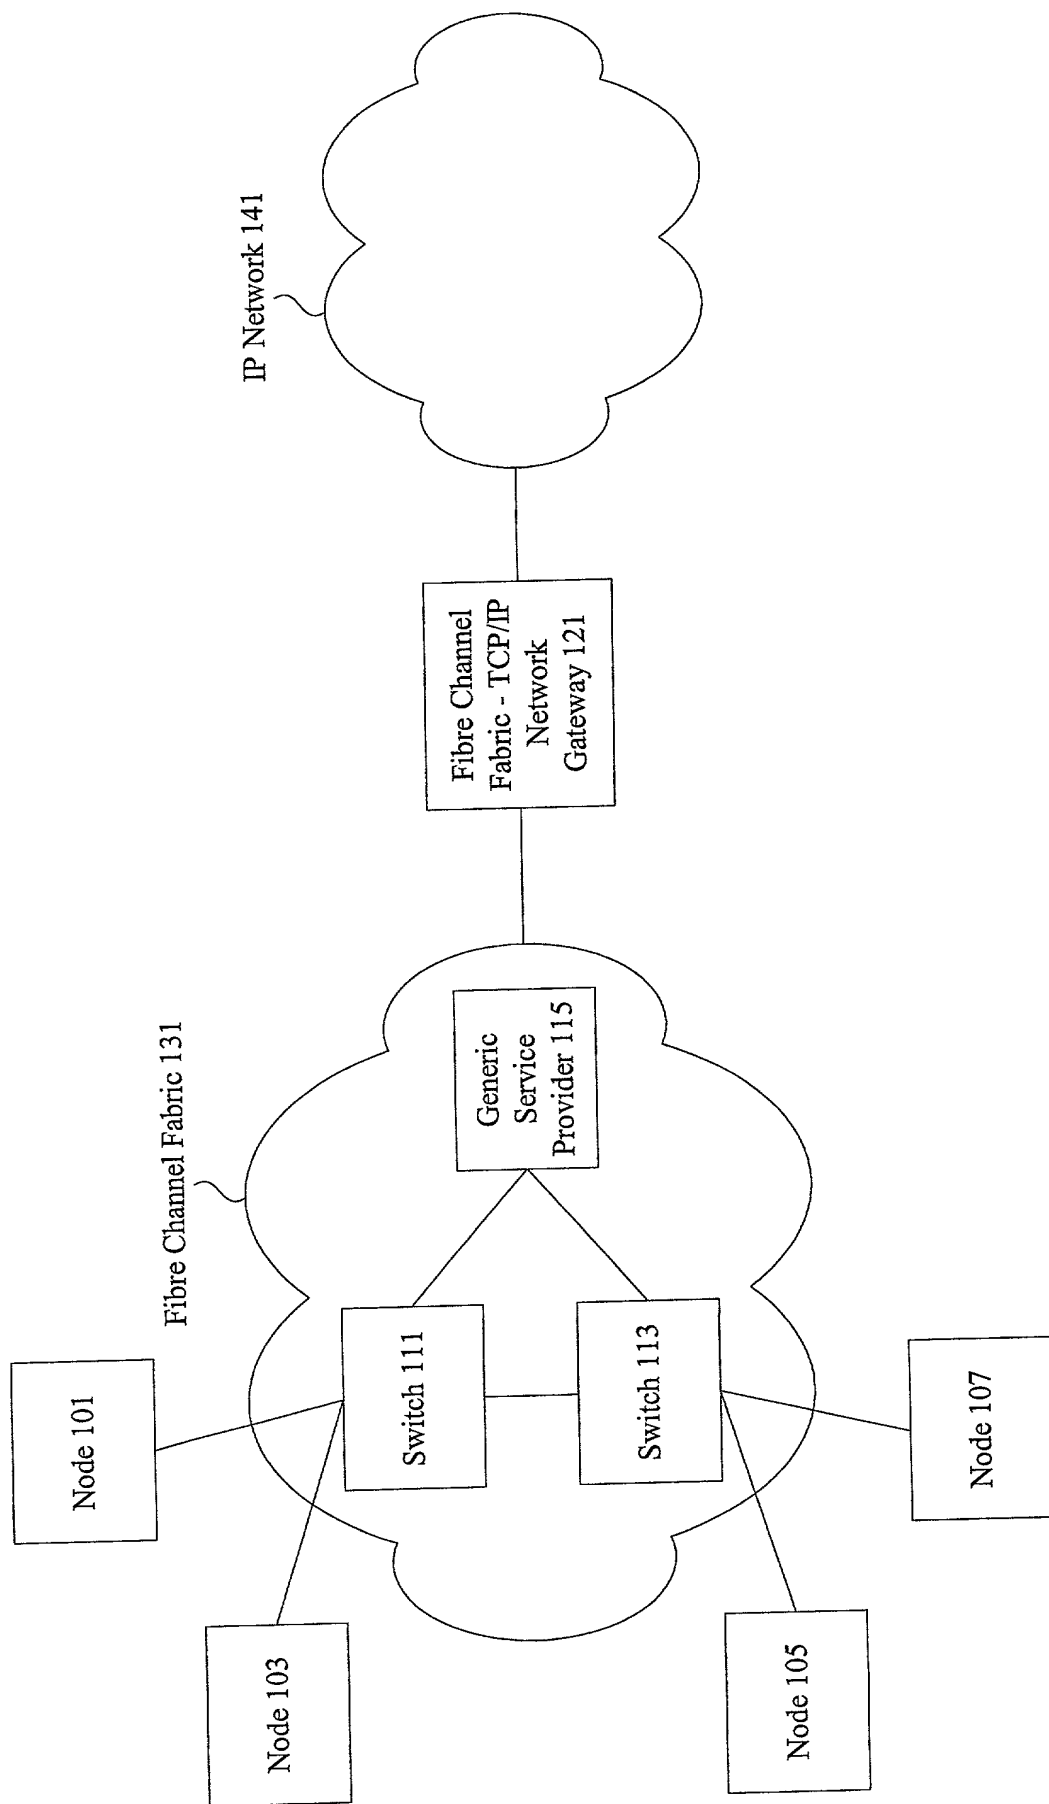 Node 101
Node 103
Fibre Channel Fabric 131
IP Network 141
Switch 111
Generic
Service
Provider 115
Fibre Channel
Fabric - TCP/IP
Network
Gateway 121
Switch 113
Node 105
Node 107